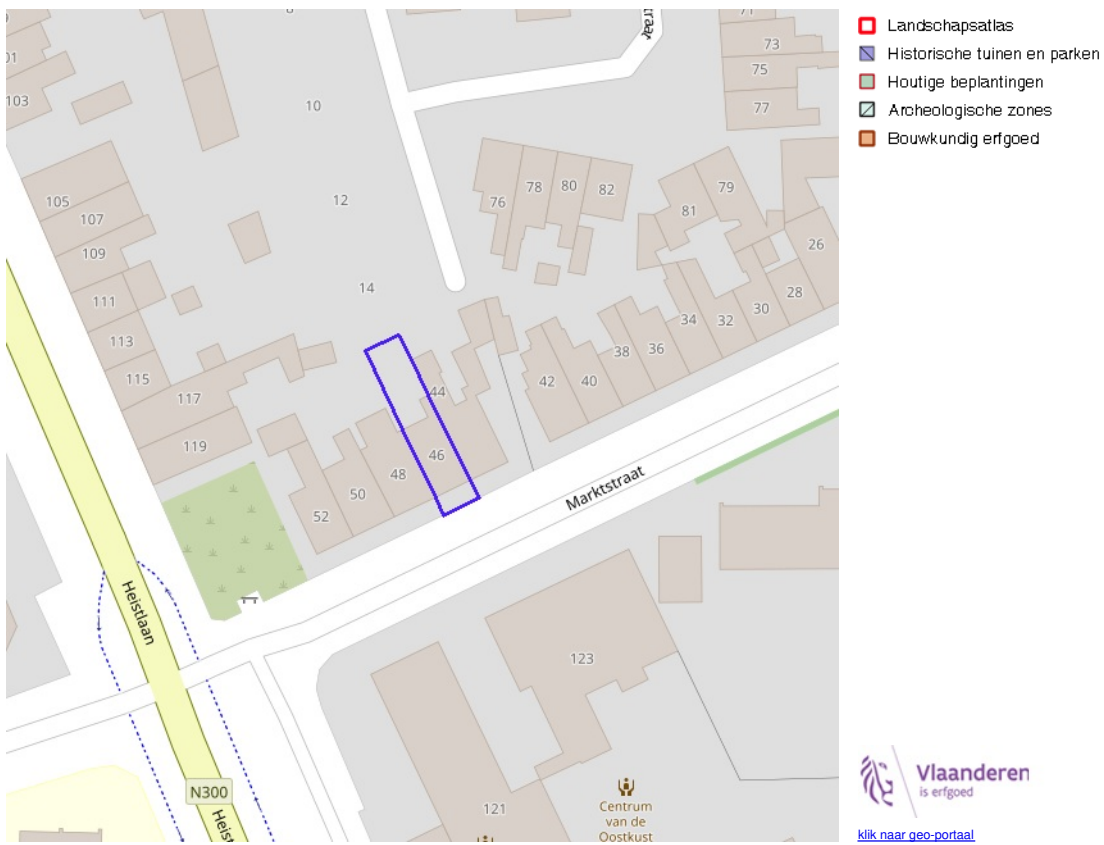 Landschapsatlas
Historische tuinen en parken
Houtige beplantingen
Archeologische zones
Bouwkundig erfgoed
71
73
75
77
01
103
10
12
14
105
107
109
111
113
115
117
119
76
78
80
82
79
81
26
28
30
32
34
36
38
40
42
44
46
48
50
52
Marktstraat
Heistlaan
N300
Heist
123
121
Centrum
van de
Oostkust
Vlaanderen
is erfgoed
klik naar geo-portaal